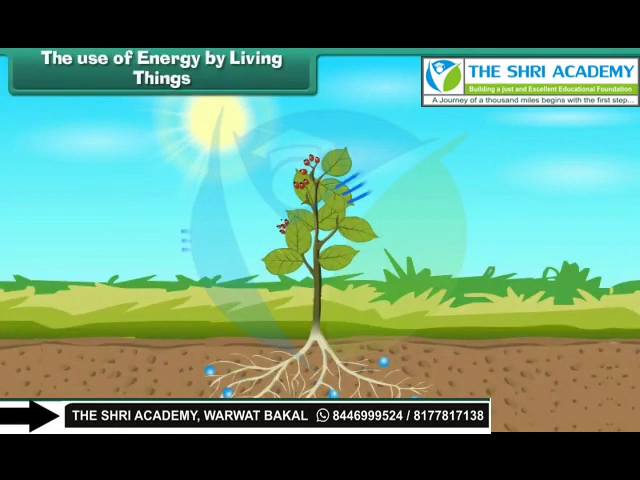 The use of Energy by Living
Things
THE SHRI ACADEMY
Building a just and Excellent Educational Foundation
A Journey of a thousand miles begins with the first step...
THE SHRI ACADEMY, WARWAT BAKAL 8446999524 / 8177817138